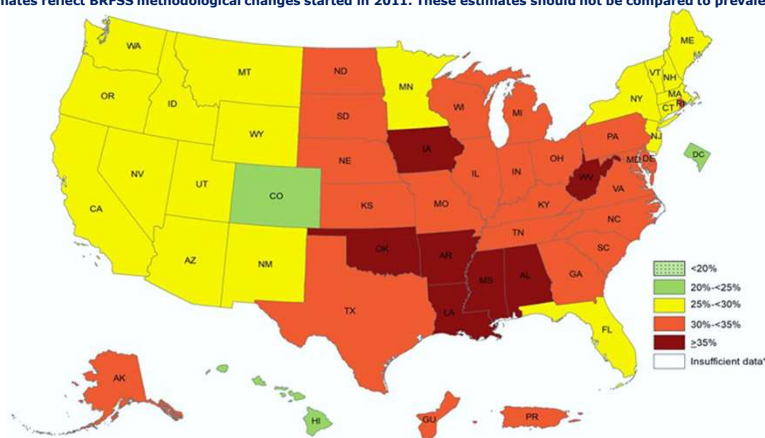 mates reflect BRFSS methodological changes started in 2011. These estimates should not be compared to prevale
WA
MT
ND
MN
ME
VT
NH
OR
ID
SD
WI
MI
NY
MA
CT
RI
WY
IA
PA
NJ
NE
NV
UT
CO
IL
IN
OH
MD
DE
DC
WV
VA
CA
KS
MO
KY
NC
TN
AZ
NM
OK
AR
SC
MS
AL
GA
TX
LA
FL
<20%
20%-<25%
25%-<30%
30%-<35%
≥35%
Insufficient data*
AK
HI
GU
PR